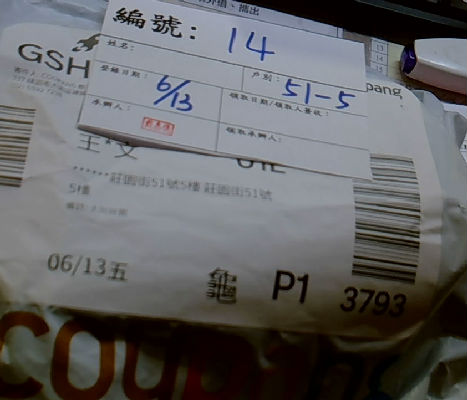 編號: 14
姓名:
登錄日期: 6/13
戶別: 51-5
承辦人:
領取日期/領取人簽收:
領取承辦人:
GSH
pang
王*文
......莊園街51號5樓 莊園街51號
5樓
06/13五
龜 P1 3793
coupang